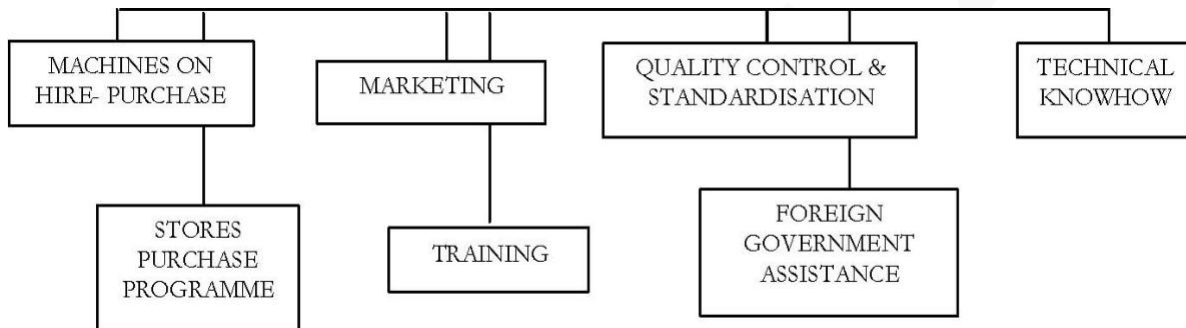 MACHINES ON
HIRE- PURCHASE
MARKETING
QUALITY CONTROL &
STANDARDISATION
TECHNICAL
KNOWHOW
STORES
PURCHASE
PROGRAMME
TRAINING
FOREIGN
GOVERNMENT
ASSISTANCE